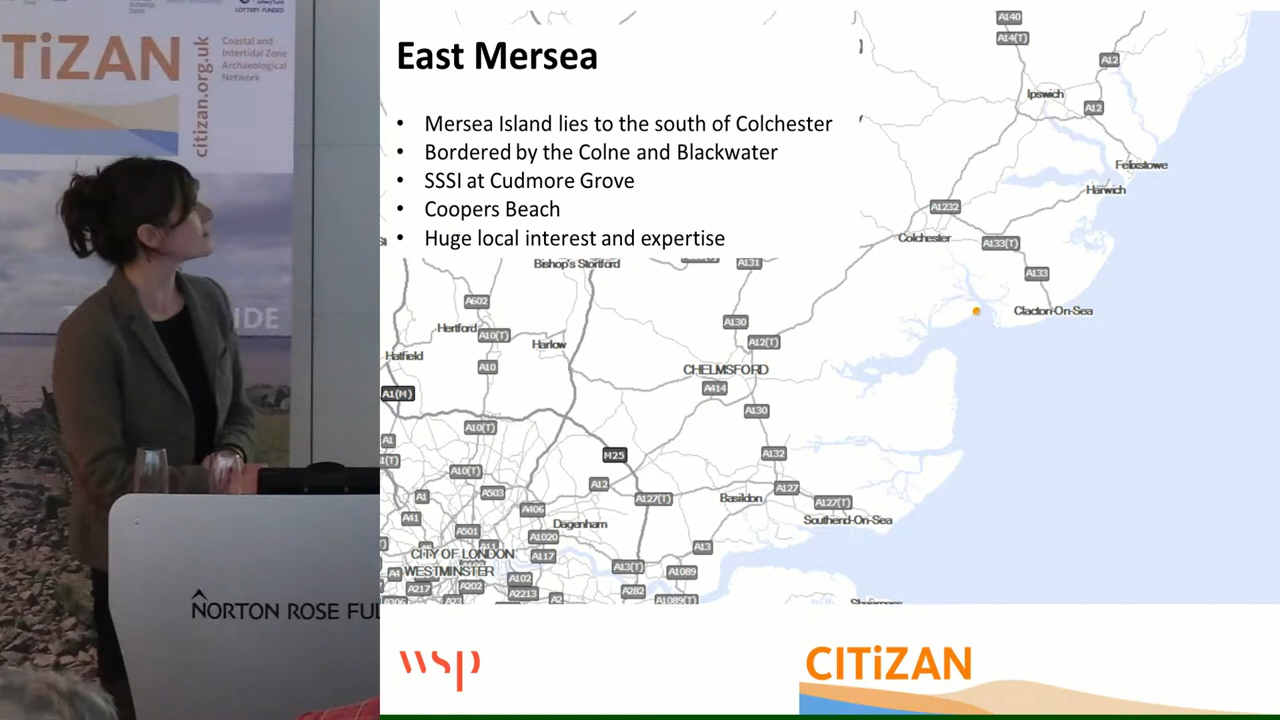 LOTTERY FUNDED
TiZAN
citizan.org.uk
Coastal and
Intertidal Zone
Archaeological
Network
IDE
NORTON ROSE FUL
East Mersea
• Mersea Island lies to the south of Colchester
• Bordered by the Colne and Blackwater
• SSSI at Cudmore Grove
• Coopers Beach
• Huge local interest and expertise
A140
A14(T)
A12
Ipswich
A12
Felixstowe
Harwich
A1232
Colchester
A133(T)
A133
Clacton-On-Sea
Bishop's Stortford
A131
A602
Hertford
A10(T)
A130
A12(T)
Harlow
Hatfield
A10
CHELMSFORD
A414
A1(M)
A130
A10(T)
A1
M25
A132
A10(T)
A12
A127
A1
A503
A127(T)
Basildon
A127(T)
A41
A406
Dagenham
Southend-On-Sea
A501
A1020
A13
CITY OF LONDON
A117
A4
WESTMINSTER
A13(T)
A1089
A217
A202
A102
A282
A23
A2213
A2
A1089(T)
wsp
CITiZAN